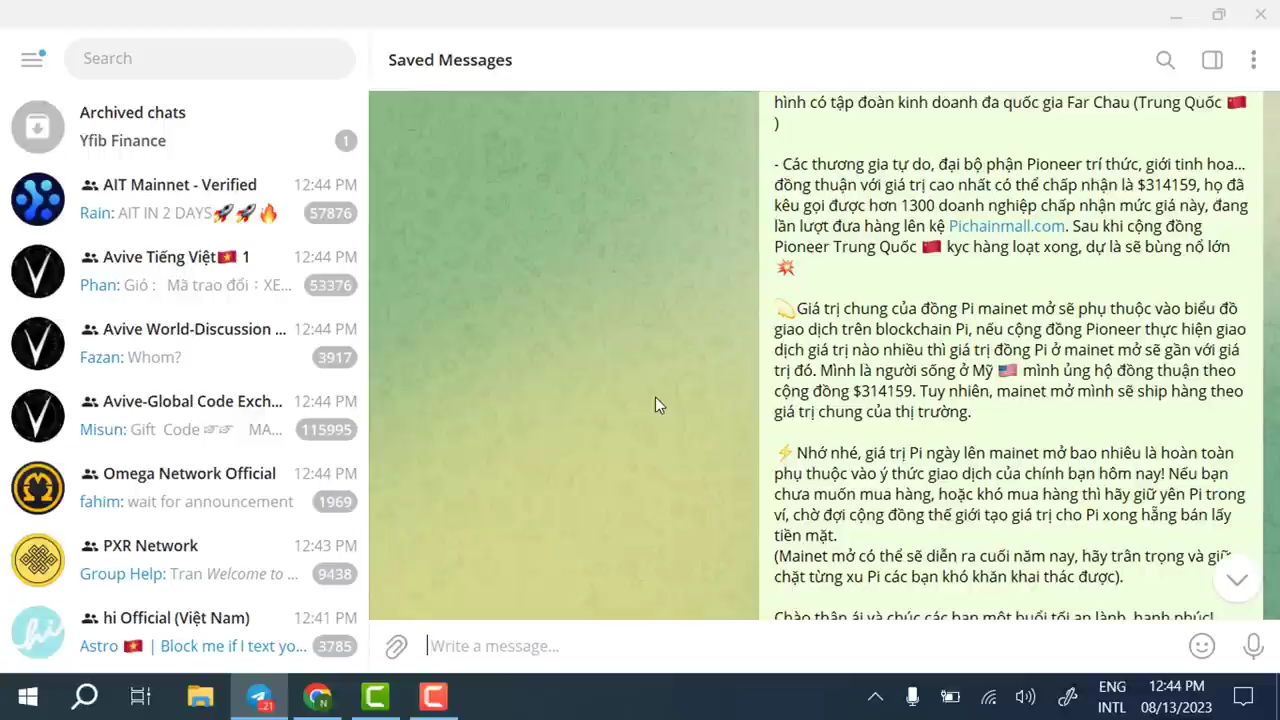 Search
Saved Messages
Archived chats
Yfib Finance
1
AIT Mainnet - Verified
12:44 PM
Rain: AIT IN 2 DAYS🚀🚀🔥
57876
Avive Tiếng Việt🇻🇳 1
12:44 PM
Phan: Gió : Mã trao đổi：XE...
53376
Avive World-Discussion ...
12:44 PM
Fazan: Whom?
3917
Avive-Global Code Exch...
12:44 PM
Misun: Gift Code ☞☞ MA...
115995
Omega Network Official
12:44 PM
fahim: wait for announcement
1969
PXR Network
12:43 PM
Group Help: Tran Welcome to ...
9438
hi Official (Việt Nam)
12:41 PM
Astro 🇻🇳 | Block me if I text yo...
3785
hi
hình có tập đoàn kinh doanh đa quốc gia Far Chau (Trung Quốc 🇨🇳
)
- Các thương gia tự do, đại bộ phận Pioneer trí thức, giới tinh hoa...
đồng thuận với giá trị cao nhất có thể chấp nhận là $314159, họ đã
kêu gọi được hơn 1300 doanh nghiệp chấp nhận mức giá này, đang
lần lượt đưa hàng lên kệ Pichainmall.com. Sau khi cộng đồng
Pioneer Trung Quốc 🇨🇳 kyc hàng loạt xong, dự là sẽ bùng nổ lớn
💥
💫Giá trị chung của đồng Pi mainet mở sẽ phụ thuộc vào biểu đồ
giao dịch trên blockchain Pi, nếu cộng đồng Pioneer thực hiện giao
dịch giá trị nào nhiều thì giá trị đồng Pi ở mainet mở sẽ gần với giá
trị đó. Mình là người sống ở Mỹ 🇺🇸 mình ủng hộ đồng thuận theo
cộng đồng $314159. Tuy nhiên, mainet mở mình sẽ ship hàng theo
giá trị chung của thị trường.
⚡Nhớ nhé, giá trị Pi ngày lên mainet mở bao nhiêu là hoàn toàn
phụ thuộc vào ý thức giao dịch của chính bạn hôm nay! Nếu bạn
chưa muốn mua hàng, hoặc khó mua hàng thì hãy giữ yên Pi trong
ví, chờ đợi cộng đồng thế giới tạo giá trị cho Pi xong hẵng bán lấy
tiền mặt.
(Mainet mở có thể sẽ diễn ra cuối năm nay, hãy trân trọng và giữ
chặt từng xu Pi các bạn khó khăn khai thác được).
Chào thân ái và chúc các bạn một buổi tối an lành, hạnh phúc!
Write a message...
21
N
ENG
INTL
12:44 PM
08/13/2023